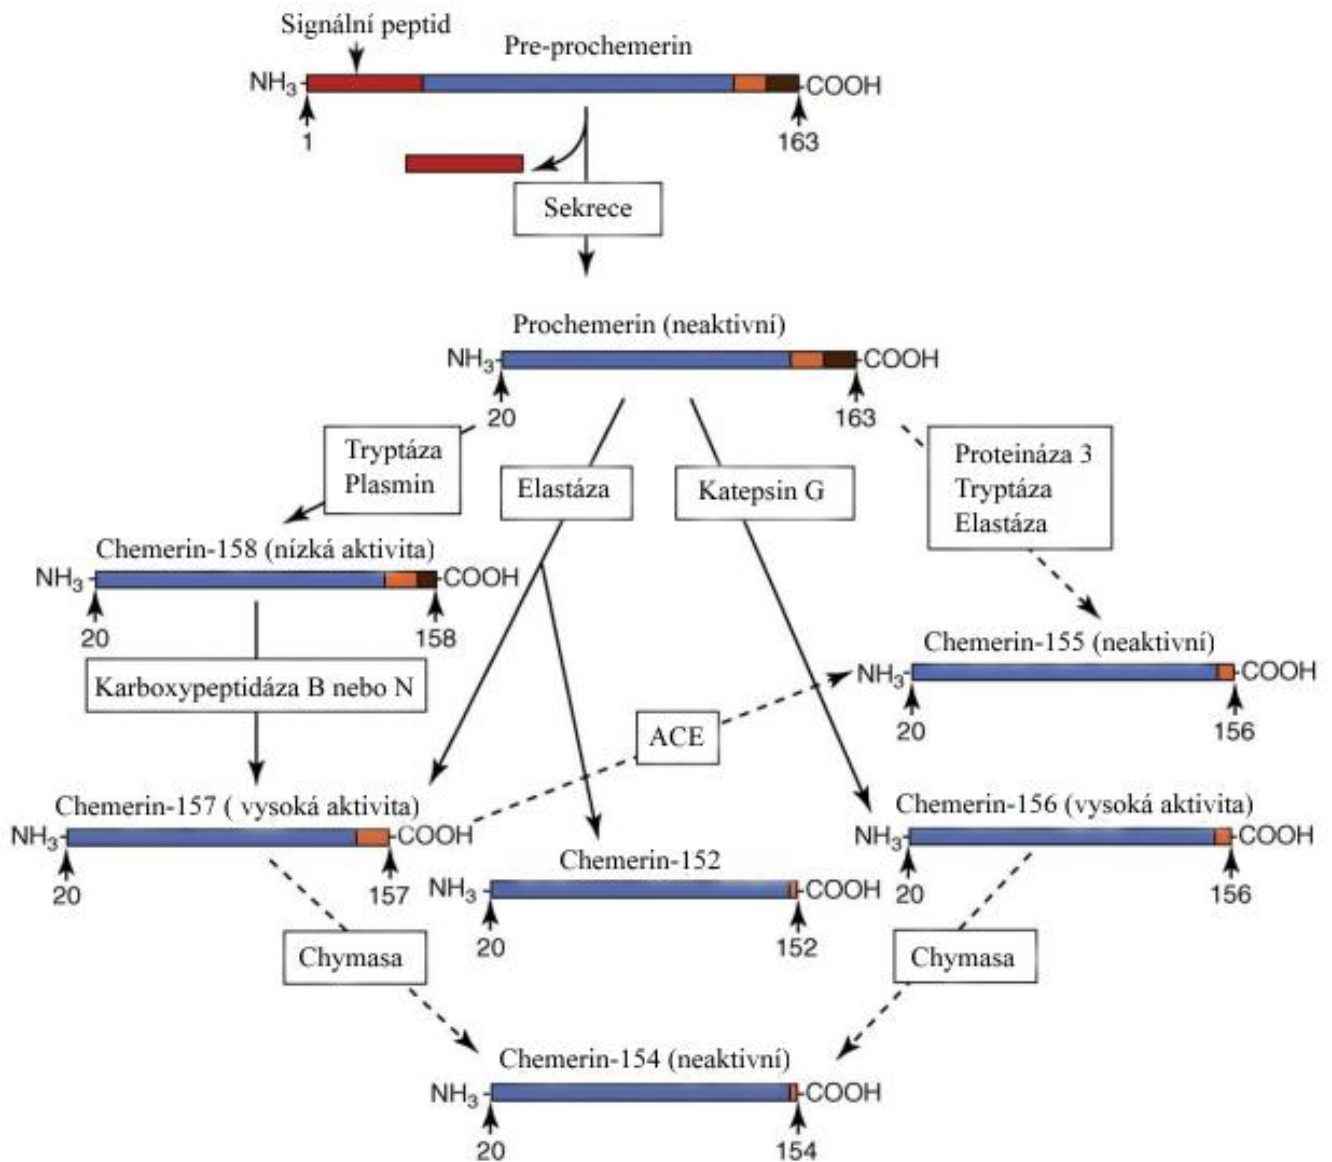 Signální peptid
Pre-prochemerin
NH3
COOH
1
163
Sekrece
Prochemerin (neaktivní)
NH3
COOH
20
163
Tryptáza
Plasmin
Elastáza
Katepsin G
Proteináza 3
Tryptáza
Elastáza
Chemerin-158 (nízká aktivita)
NH3
COOH
20
158
Karboxypeptidáza B nebo N
Chemerin-155 (neaktivní)
NH3
COOH
20
156
ACE
Chemerin-157 ( vysoká aktivita)
NH3
COOH
20
157
Chemerin-152
NH3
COOH
20
152
Chemerin-156 (vysoká aktivita)
NH3
COOH
20
156
Chymasa
Chymasa
Chemerin-154 (neaktivní)
NH3
COOH
20
154